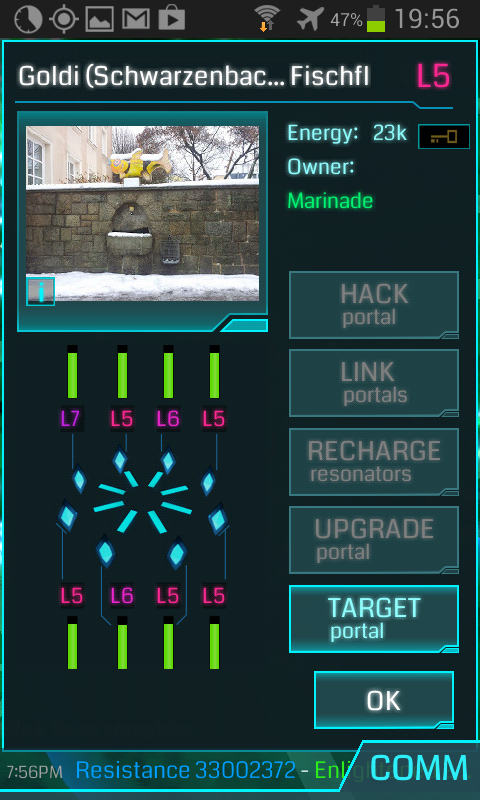 47% 19:56
Goldi (Schwarzenbac... Fischfl L5
Energy: 23k
Owner:
Marinade
i
HACK
portal
LINK
portals
RECHARGE
resonators
UPGRADE
portal
TARGET
portal
OK
L7 L5 L6 L5
L5 L6 L5 L5
7:56PM Resistance 33002372 - Enl
COMM